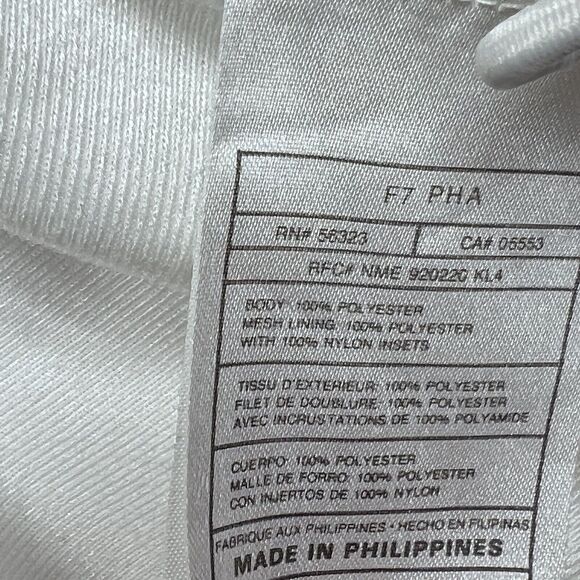 F7 PHA
RN# 56323
CA# 05553
RFC# NME 920220 KL4
BODY: 100% POLYESTER
MESH LINING: 100% POLYESTER
WITH 100% NYLON INSETS
TISSU D'EXTERIEUR: 100% POLYESTER
FILET DE DOUBLURE: 100% POLYESTER
AVEC INCRUSTATIONS DE 100% POLYAMIDE
CUERPO: 100% POLYESTER
MALLE DE FORRO: 100% POLYESTER
CON INJERTOS DE 100% NYLON
FABRIQUE AUX PHILIPPINES • HECHO EN FILIPINAS
MADE IN PHILIPPINES